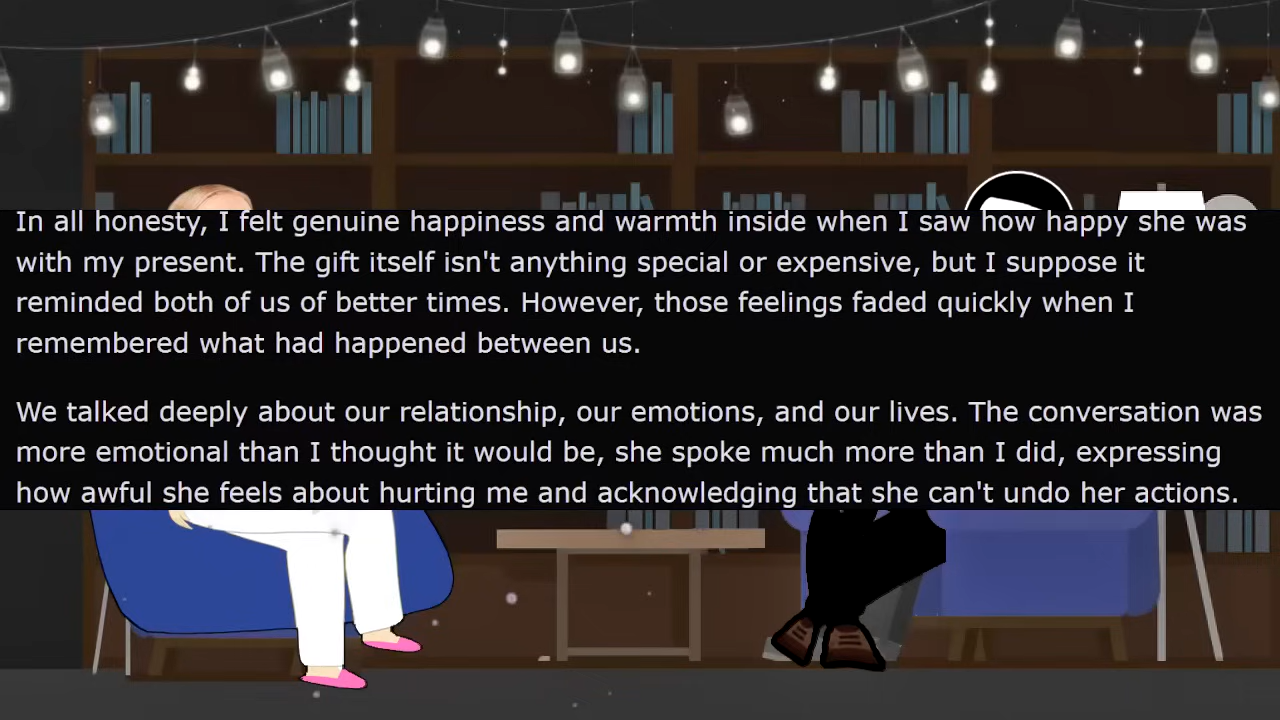 In all honesty, I felt genuine happiness and warmth inside when I saw how happy she was
with my present. The gift itself isn't anything special or expensive, but I suppose it
reminded both of us of better times. However, those feelings faded quickly when I
remembered what had happened between us.
We talked deeply about our relationship, our emotions, and our lives. The conversation was
more emotional than I thought it would be, she spoke much more than I did, expressing
how awful she feels about hurting me and acknowledging that she can't undo her actions.